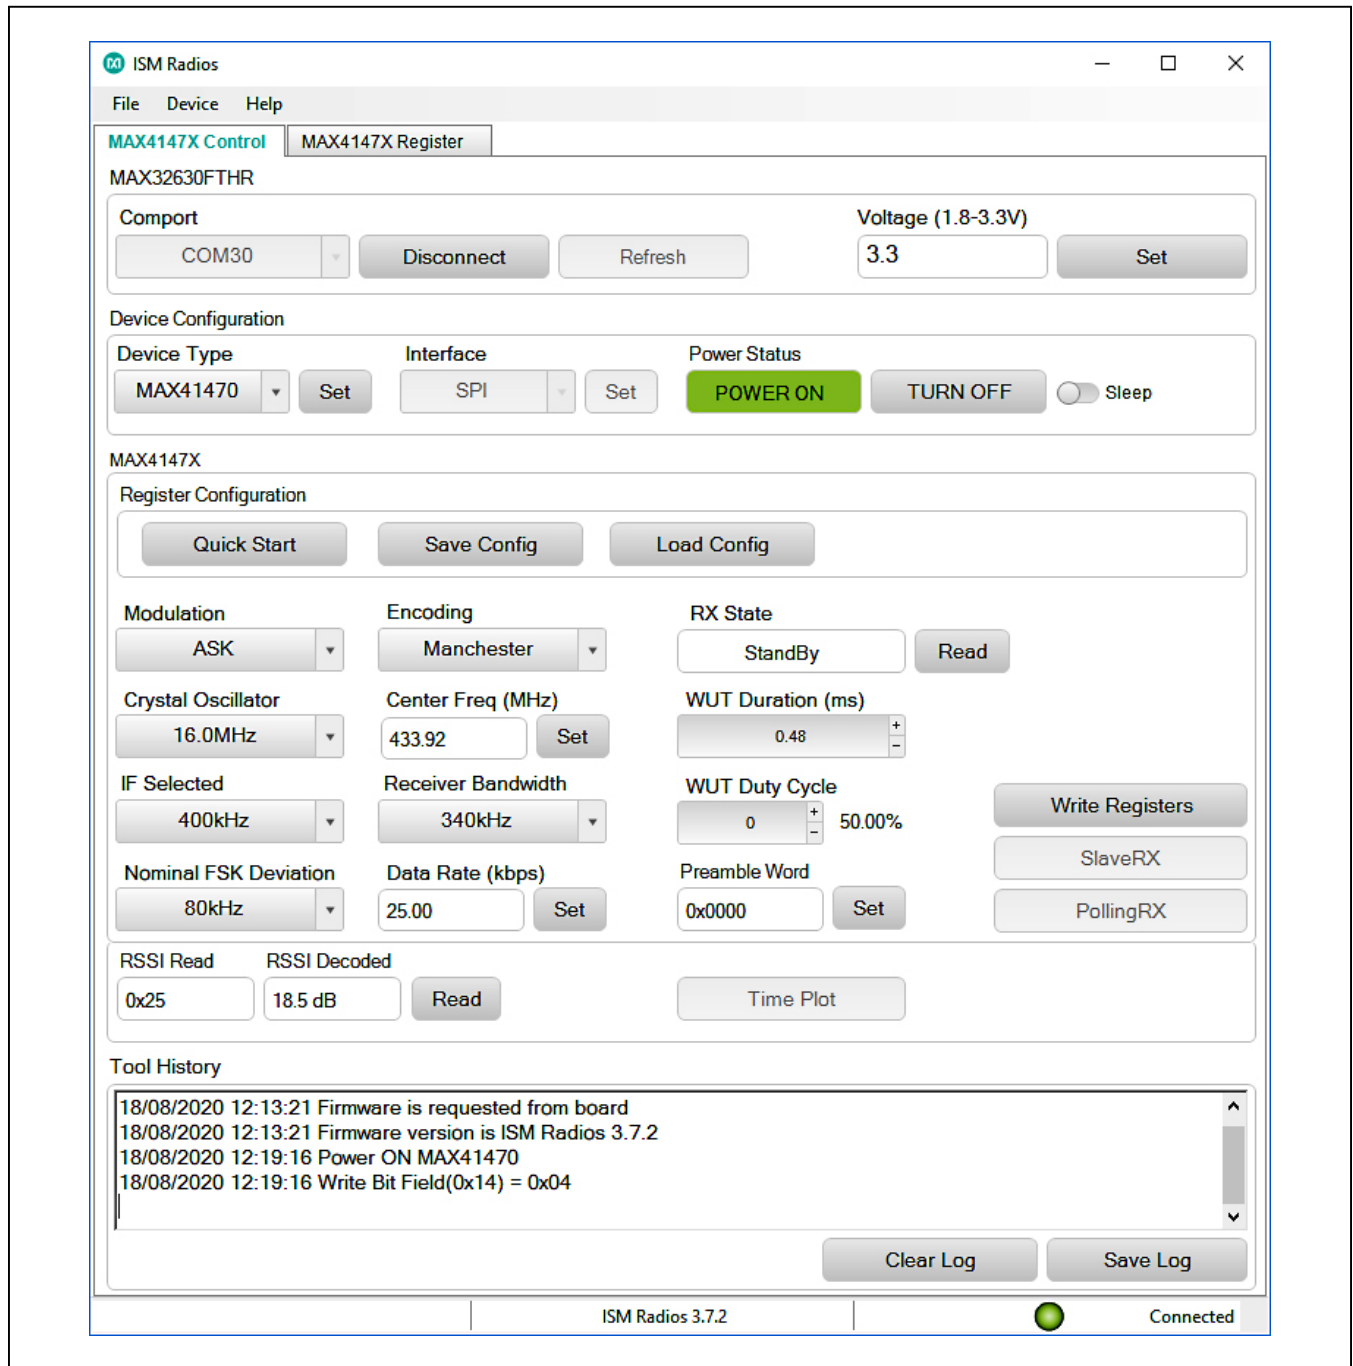 ISM Radios
File Device Help
MAX4147X Control MAX4147X Register
MAX32630FTHR
Comport Voltage (1.8-3.3V)
COM30 Disconnect Refresh 3.3 Set
Device Configuration
Device Type Interface Power Status
MAX41470 Set SPI Set POWER ON TURN OFF Sleep
MAX4147X
Register Configuration
Quick Start Save Config Load Config
Modulation Encoding RX State
ASK Manchester StandBy Read
Crystal Oscillator Center Freq (MHz) WUT Duration (ms)
16.0MHz 433.92 Set 0.48
IF Selected Receiver Bandwidth WUT Duty Cycle
400kHz 340kHz 0 50.00% Write Registers
SlaveRX
Nominal FSK Deviation Data Rate (kbps) Preamble Word
80kHz 25.00 Set 0x0000 Set PollingRX
RSSI Read RSSI Decoded
0x25 18.5 dB Read Time Plot
Tool History
18/08/2020 12:13:21 Firmware is requested from board
18/08/2020 12:13:21 Firmware version is ISM Radios 3.7.2
18/08/2020 12:19:16 Power ON MAX41470
18/08/2020 12:19:16 Write Bit Field(0x14) = 0x04
Clear Log Save Log
ISM Radios 3.7.2 Connected